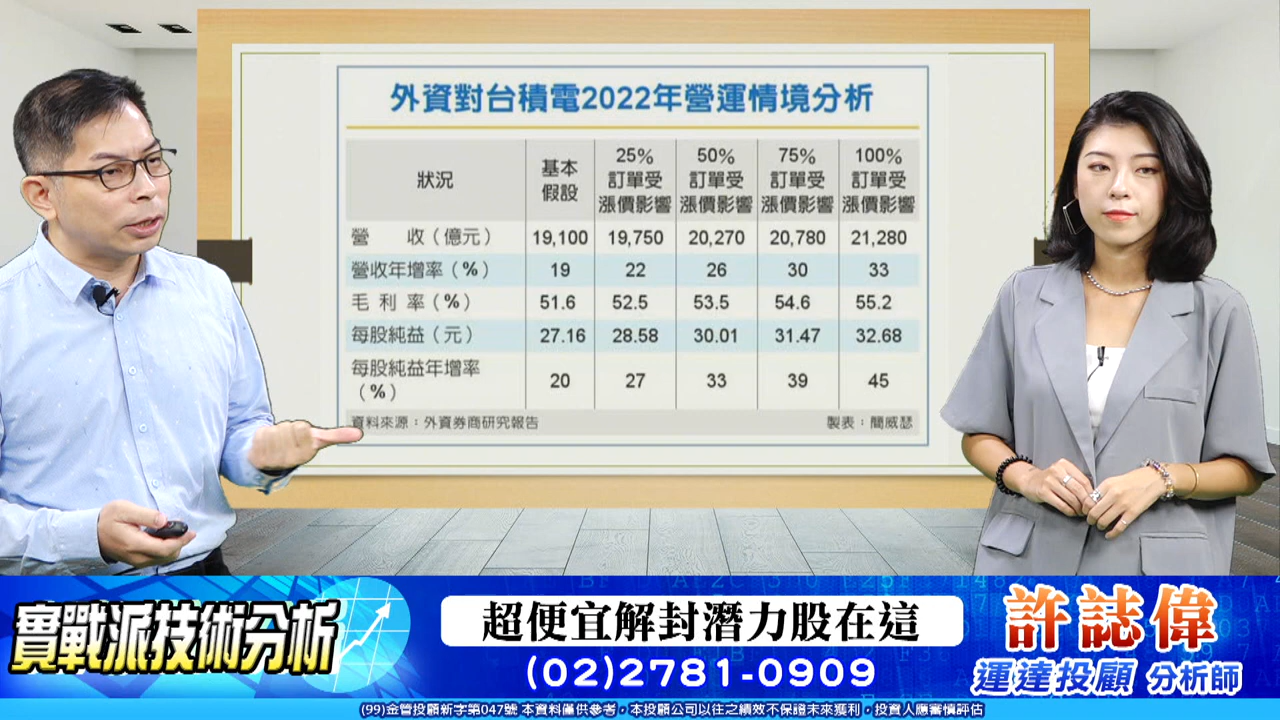 外資對台積電2022年營運情境分析
狀況 基本假設 25%訂單受漲價影響 50%訂單受漲價影響 75%訂單受漲價影響 100%訂單受漲價影響
營 收(億元) 19,100 19,750 20,270 20,780 21,280
營收年增率(%) 19 22 26 30 33
毛利率(%) 51.6 52.5 53.5 54.6 55.2
每股純益(元) 27.16 28.58 30.01 31.47 32.68
每股純益年增率(%) 20 27 33 39 45
資料來源:外資券商研究報告 製表:簡威瑟
實戰派技術分析
超便宜解封潛力股在這
(02)2781-0909
許誌偉
運達投顧 分析師
(99)金管投顧新字第047號 本資料僅供參考,本投顧公司以往之績效不保證未來獲利,投資人應審慎評估